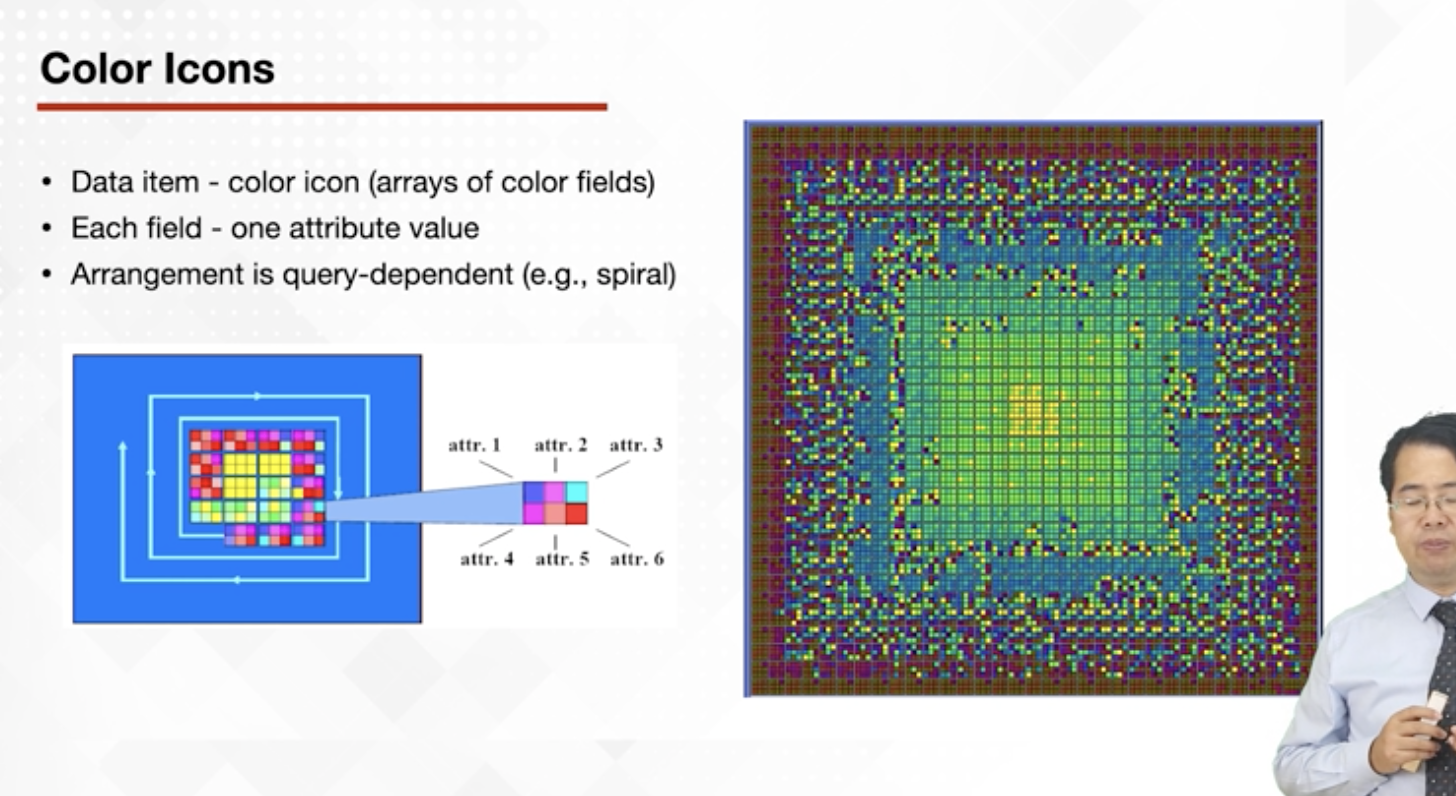 Color Icons
• Data item - color icon (arrays of color fields)
• Each field - one attribute value
• Arrangement is query-dependent (e.g., spiral)
attr. 1 attr. 2 attr. 3
attr. 4 attr. 5 attr. 6